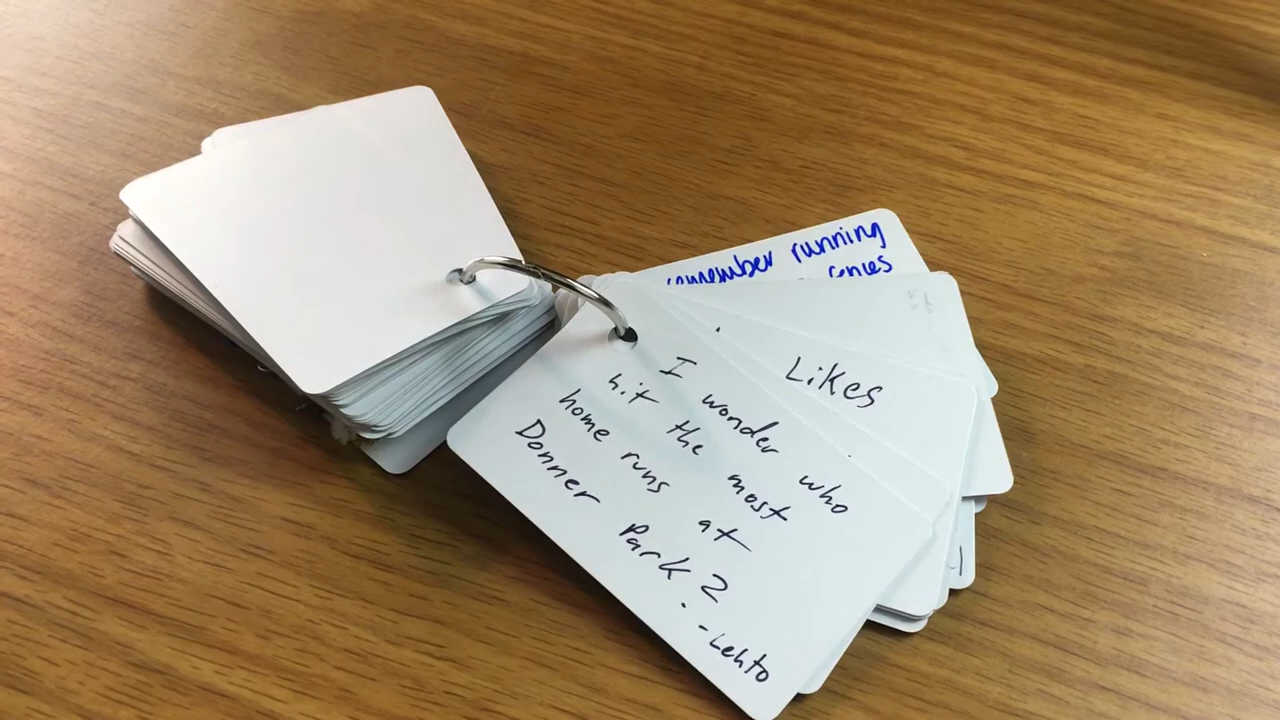 remember running
Likes
I wonder who
hit the most
home runs at
Donner Park?
-Lehto